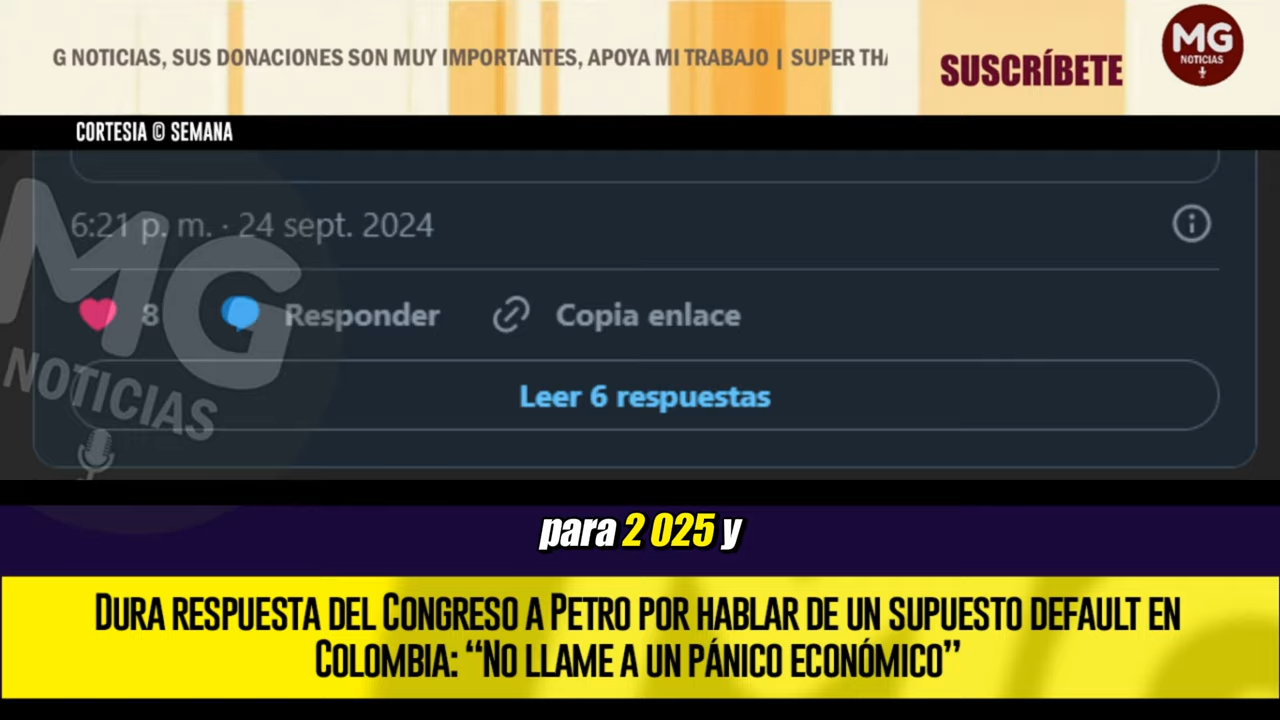 G NOTICIAS, SUS DONACIONES SON MUY IMPORTANTES, APOYA MI TRABAJO | SUPER THA
SUSCRÍBETE
MG
NOTICIAS
CORTESIA © SEMANA
6:21 p. m. · 24 sept. 2024
8 Responder Copia enlace
MG
NOTICIAS
Leer 6 respuestas
para 2 025 y
DURA RESPUESTA DEL CONGRESO A PETRO POR HABLAR DE UN SUPUESTO DEFAULT EN
COLOMBIA: “NO LLAME A UN PÁNICO ECONÓMICO”